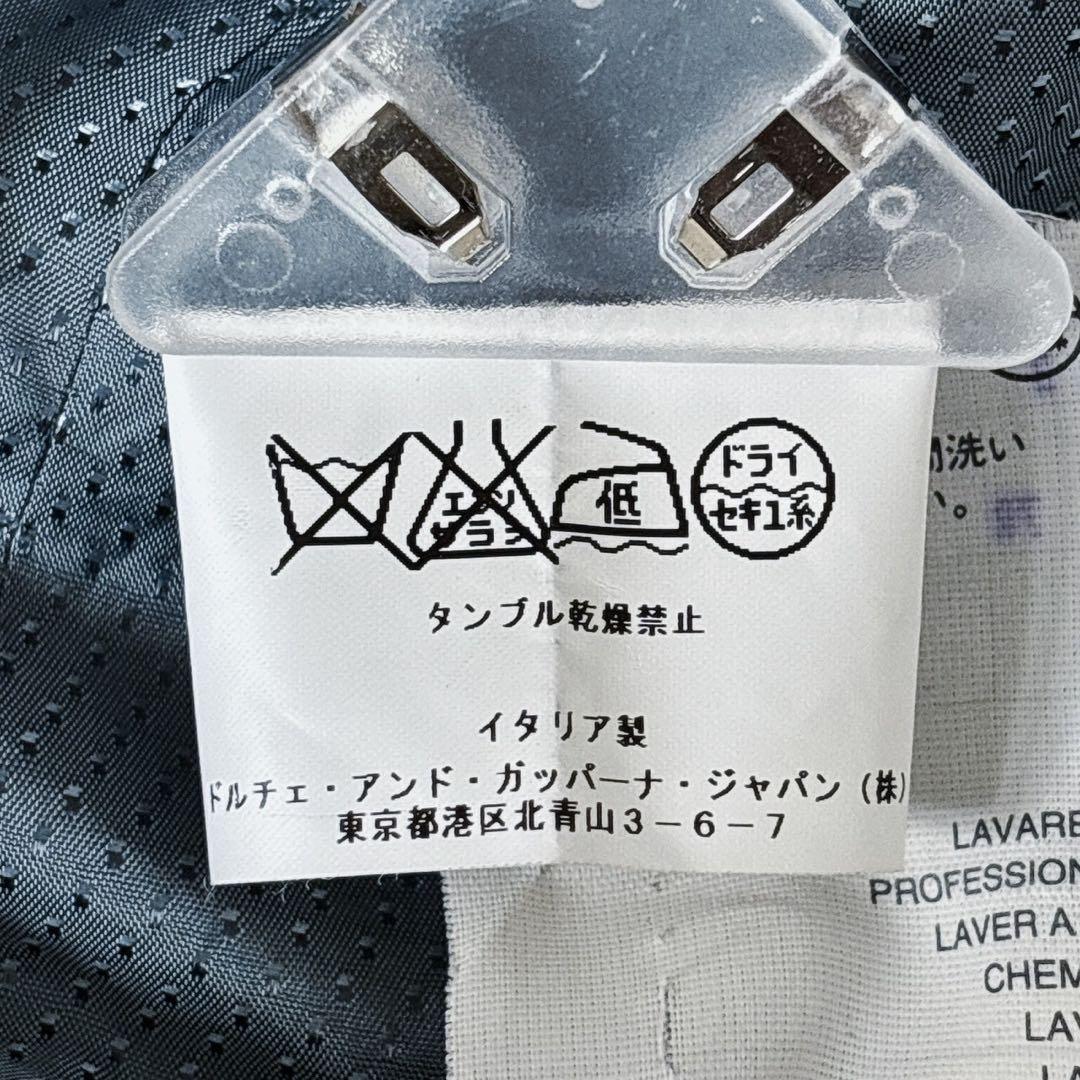 エンソ
サラシ
低
ドライ
セキユ系
タンブル乾燥禁止
イタリア製
ドルチェ・アンド・ガッパーナ・ジャパン(株)
東京都港区北青山3-6-7
洗い
い。
LAVARE
PROFESSION
LAVER A
CHEM
LAV
LA